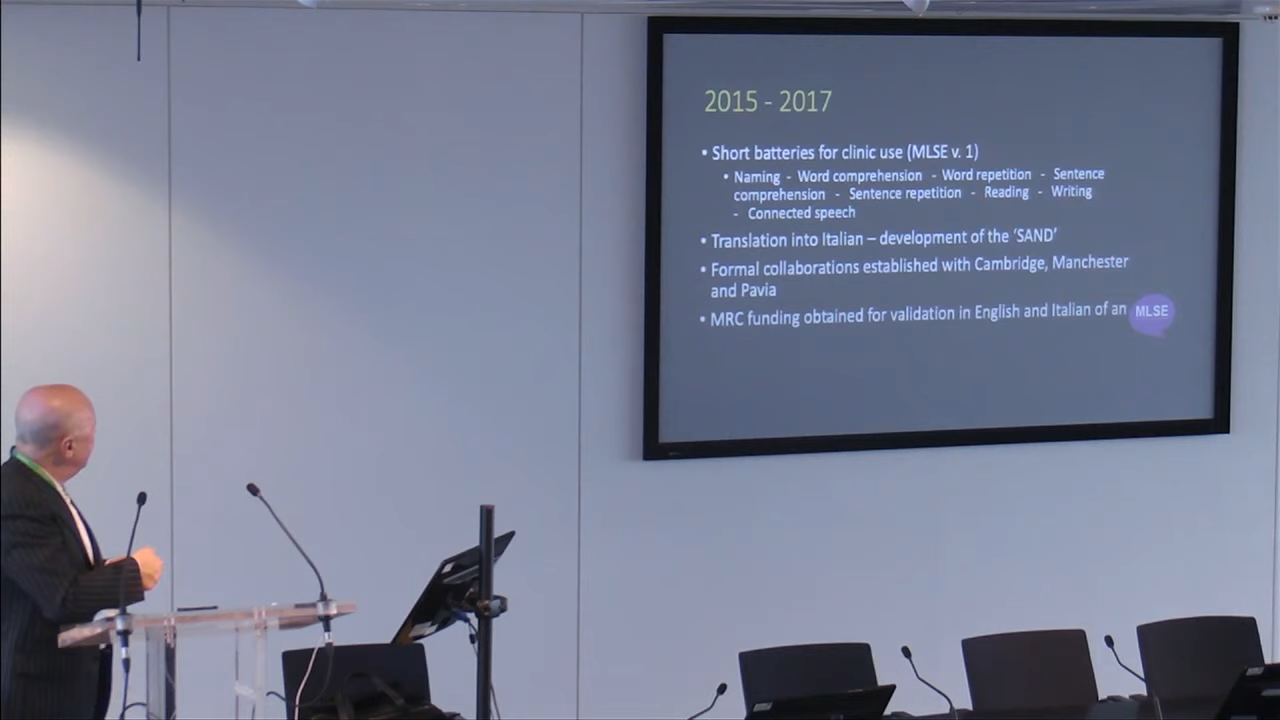 2015 - 2017
• Short batteries for clinic use (MLSE v. 1)
• Naming - Word comprehension - Word repetition - Sentence
comprehension - Sentence repetition - Reading - Writing
- Connected speech
• Translation into Italian – development of the ‘SAND’
• Formal collaborations established with Cambridge, Manchester
and Pavia
• MRC funding obtained for validation in English and Italian of an MLSE